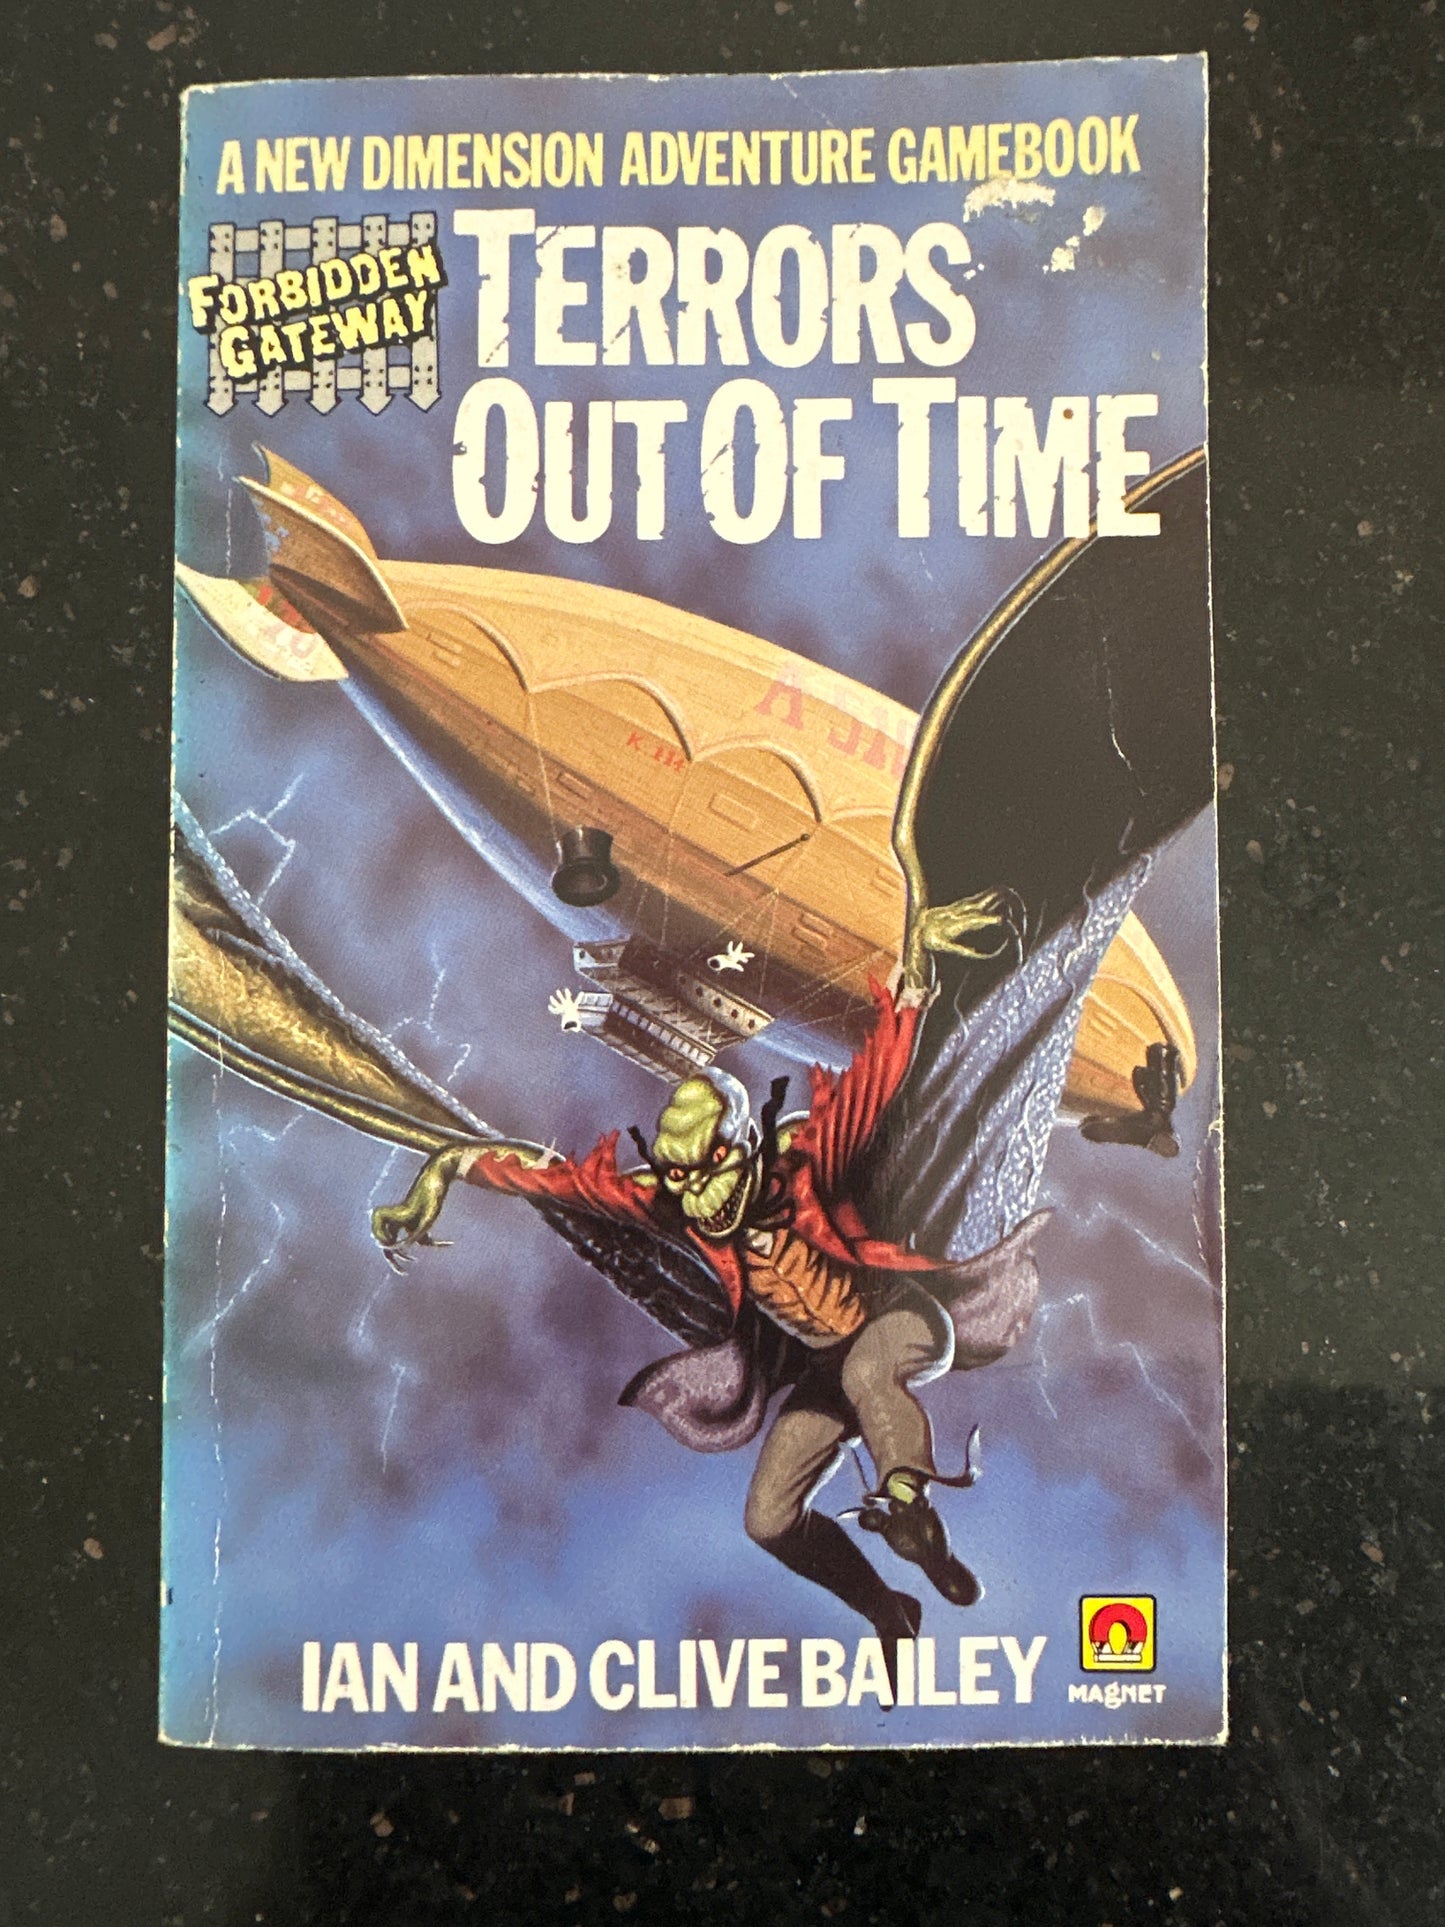 A NEW DIMENSION ADVENTURE GAMEBOOK
FORBIDDEN
GATEWAY
TERRORS
OUT OF TIME
IAN AND CLIVE BAILEY
MAGNET